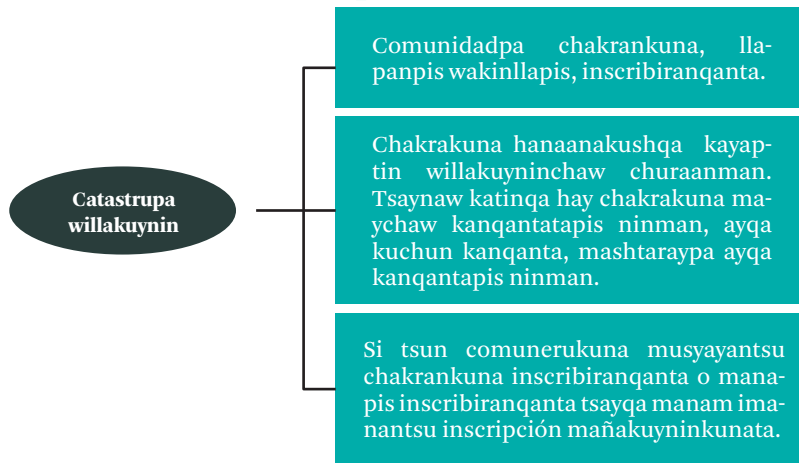 Catastrupa
willakuynin
Comunidadpa chakrankuna, lla-
panpis wakinllapis, inscribiranqanta.
Chakrakuna hanaanakushqa kayap-
tin willakuyninchaw churaanman.
Tsaynaw katinqa hay chakrakuna ma-
ychaw kanqantatapis ninman, ayqa
kuchun kanqanta, mashtaraypa ayqa
kanqantapis ninman.
Si tsun comunerukuna musyayantsu
chakrankuna inscribiranqanta o mana-
pis inscribiranqanta tsayqa manam ima-
nantsu inscripción mañakuyninkunata.